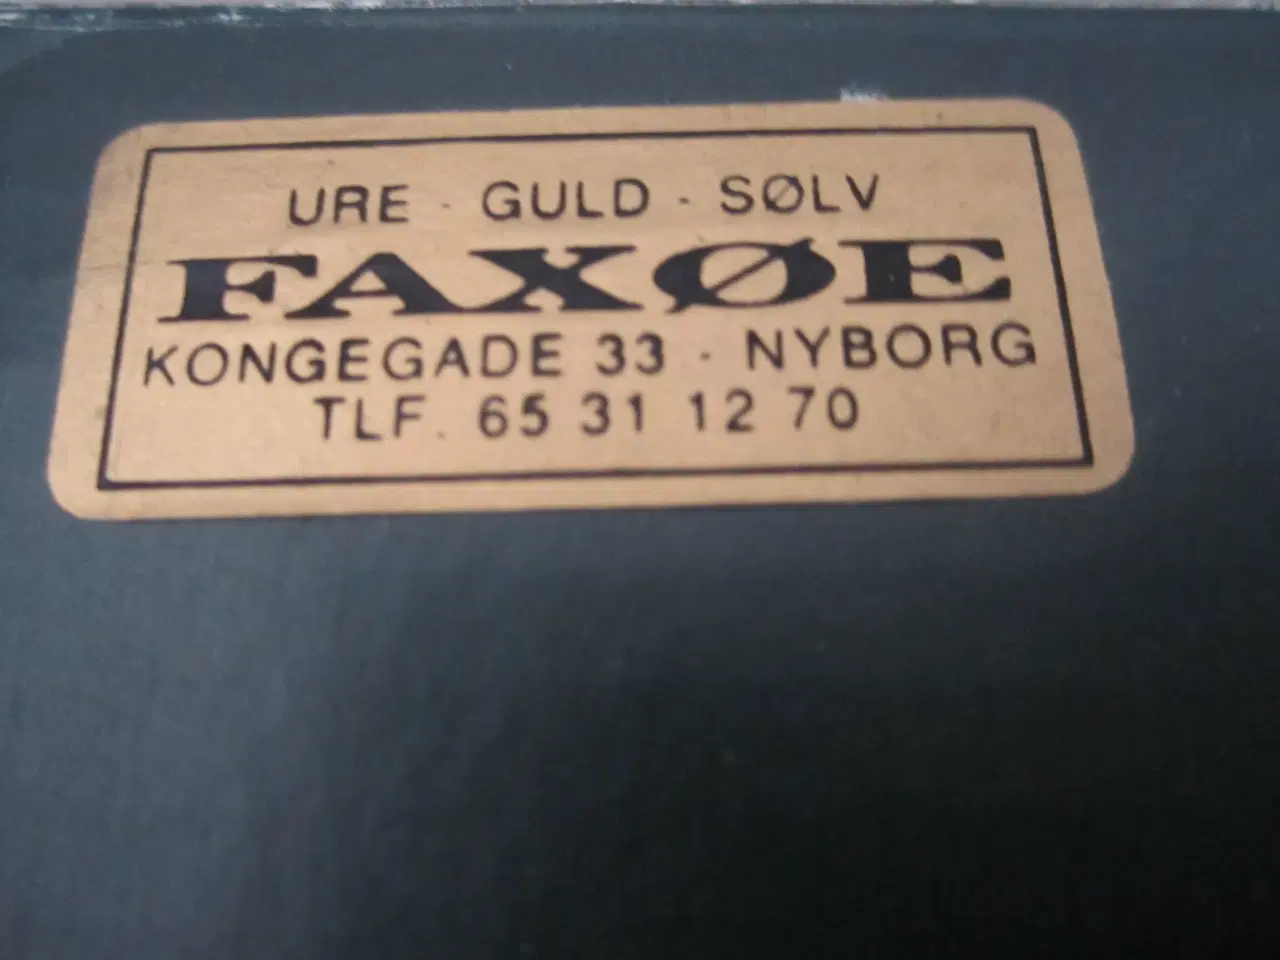 URE · GULD · SØLV
FAXØE
KONGEGADE 33 · NYBORG
TLF. 65 31 12 70